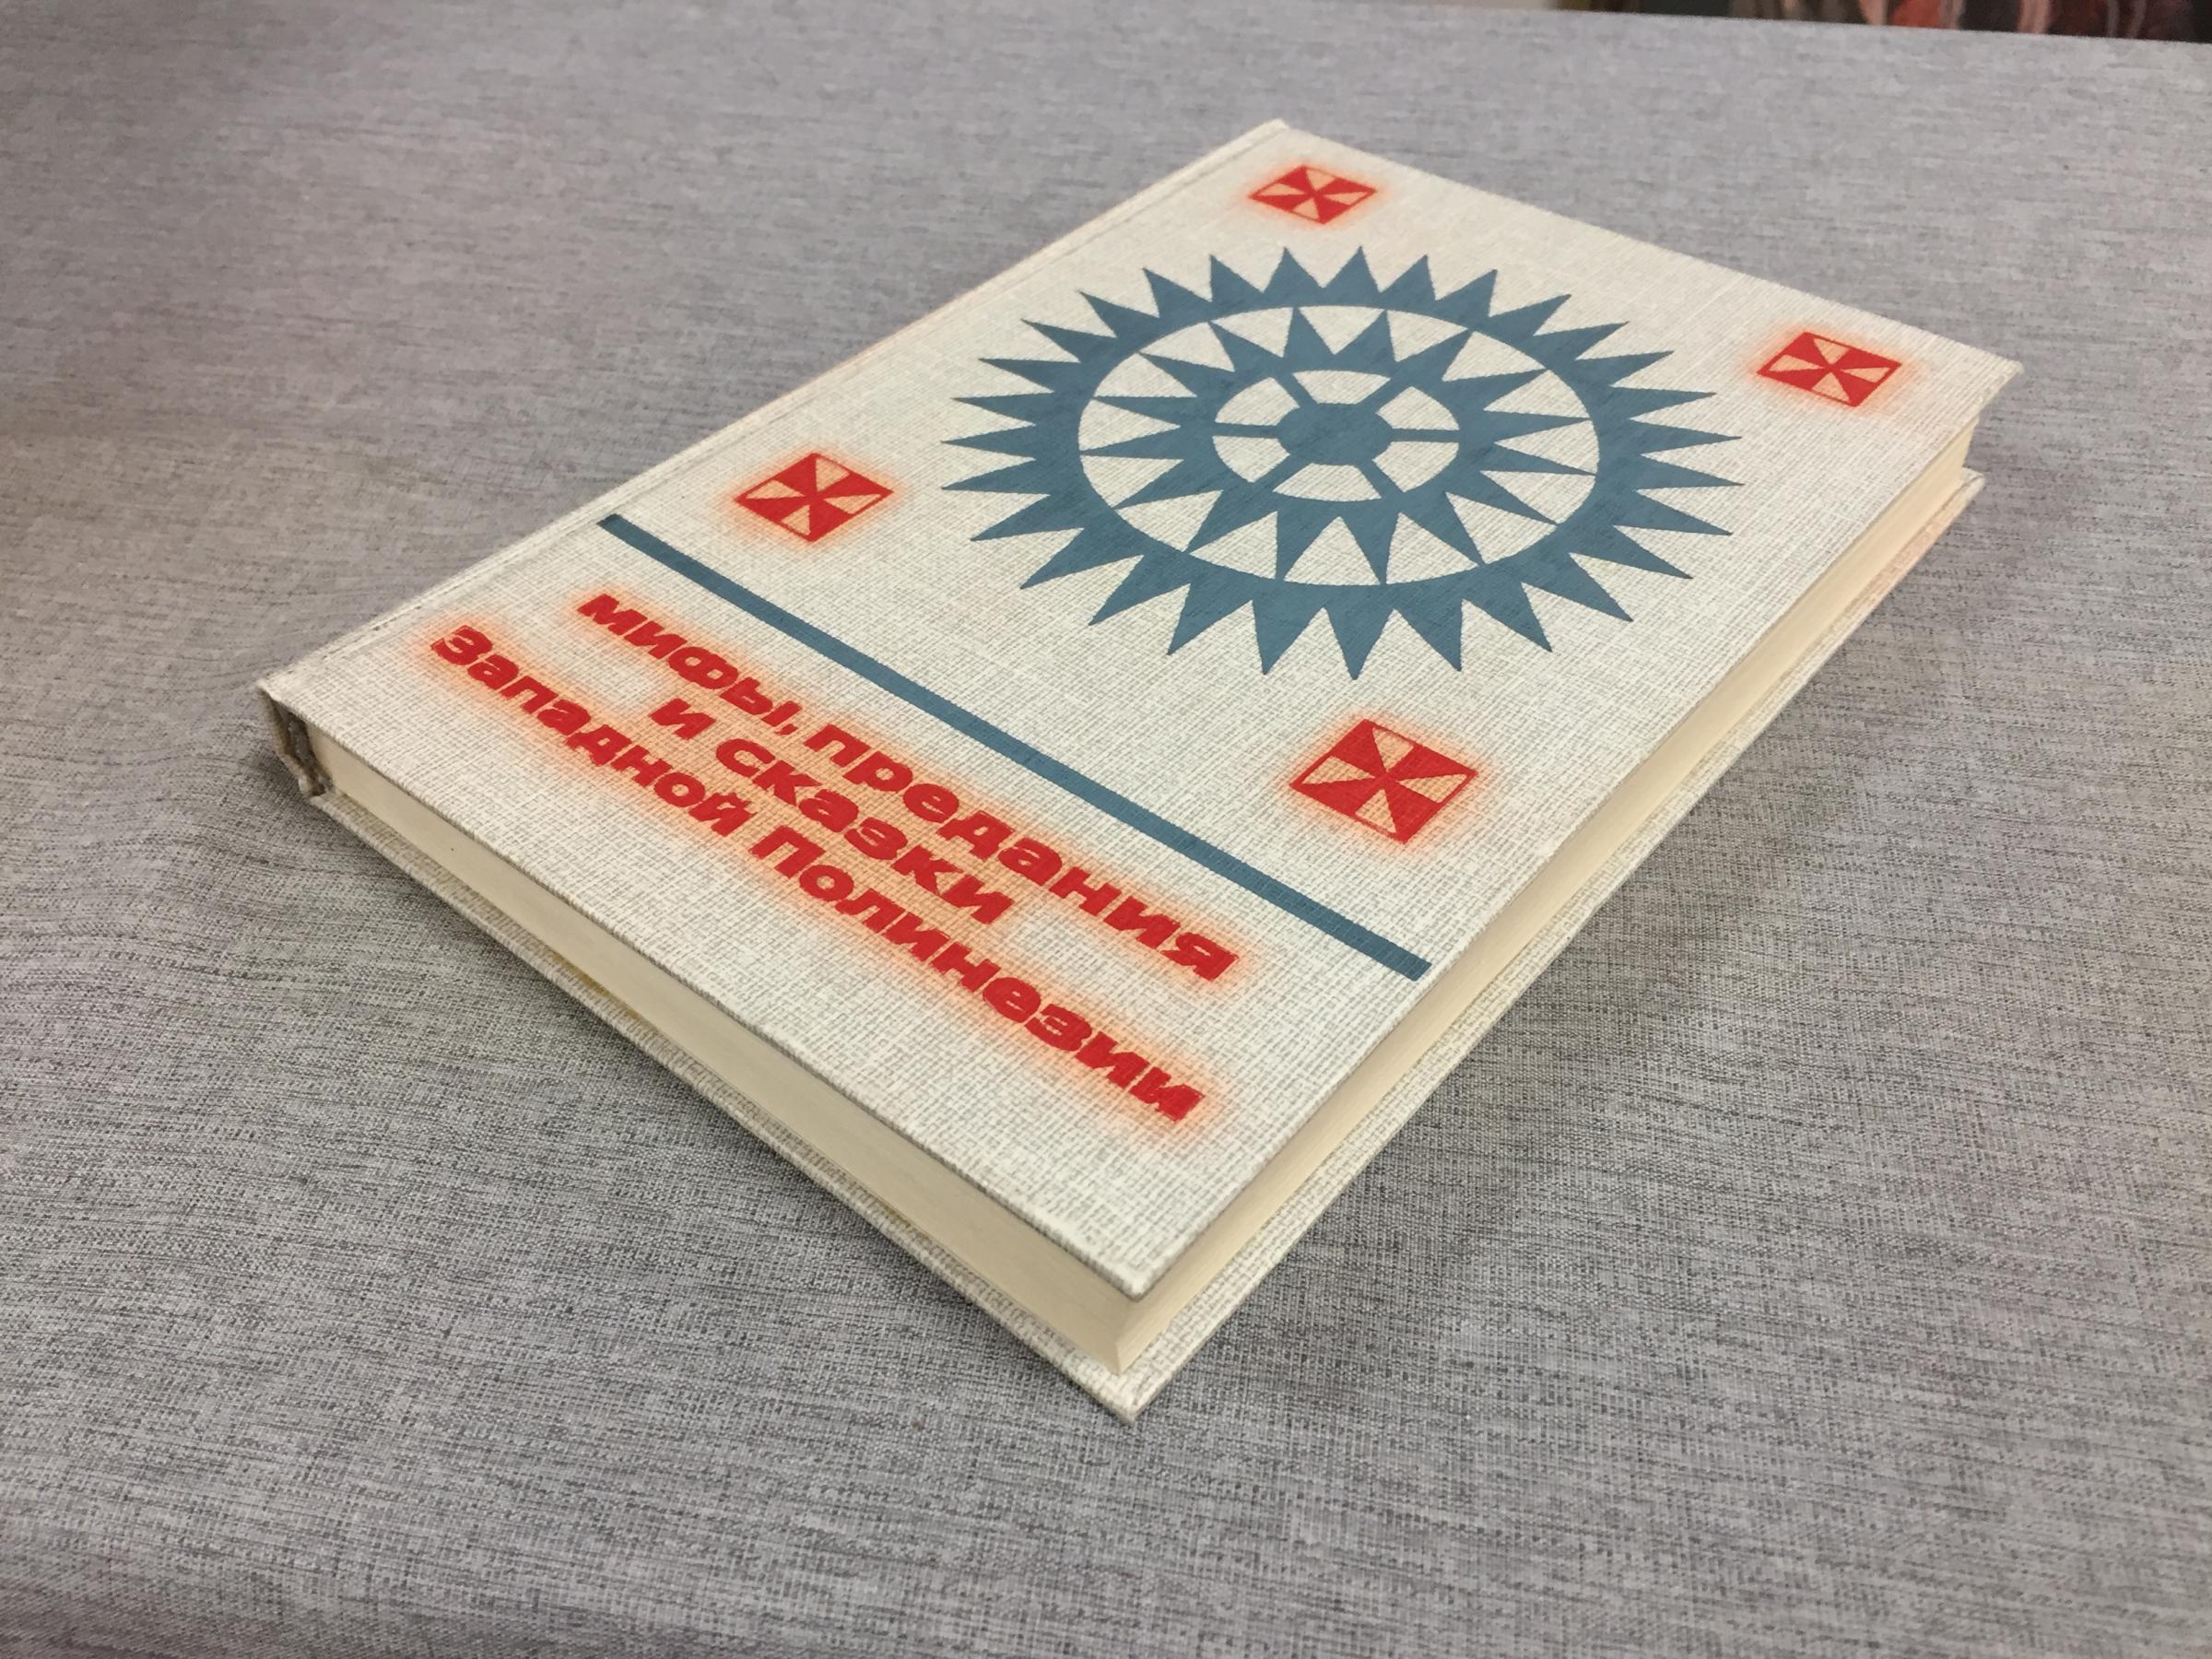 мифы, предания
и сказки
Западной Полинезии